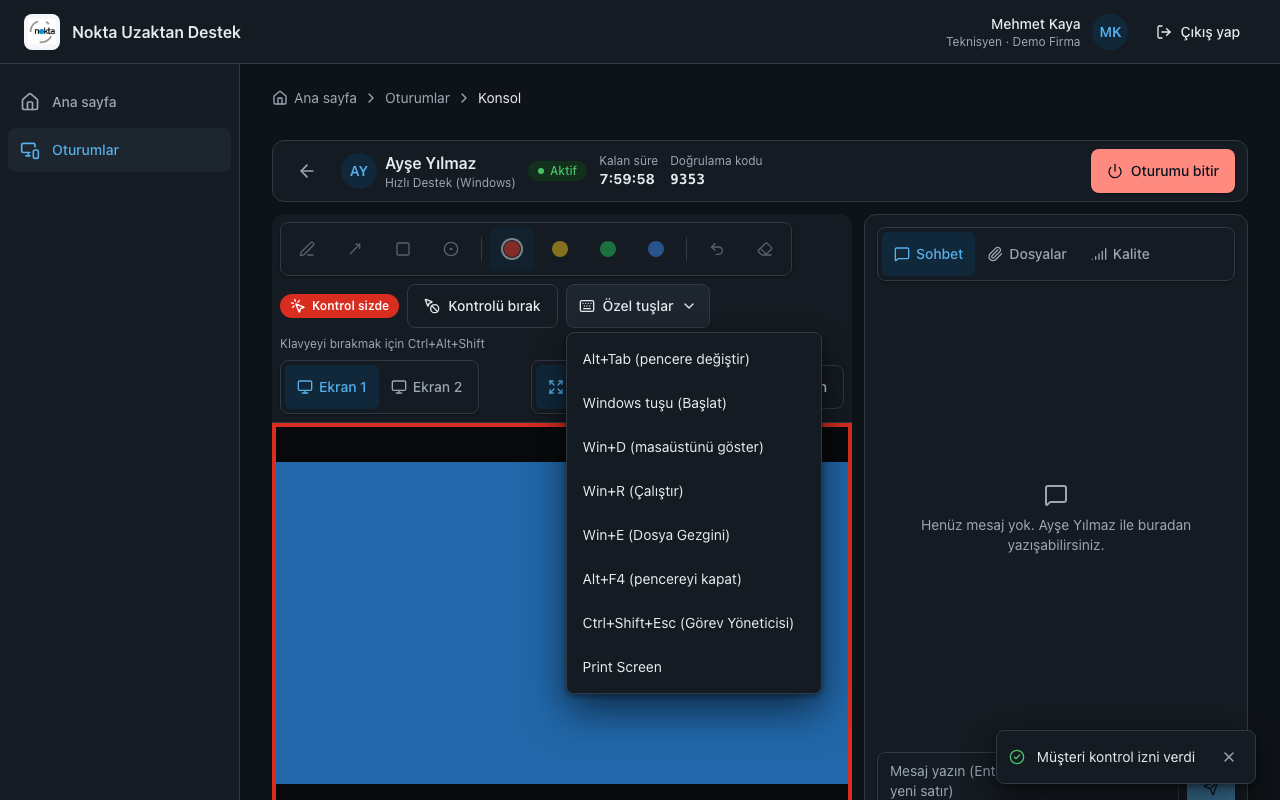 nokta
Nokta Uzaktan Destek
Mehmet Kaya
Teknisyen · Demo Firma
MK
Çıkış yap
Ana sayfa
Oturumlar
Ana sayfa
Oturumlar
Konsol
AY
Ayşe Yılmaz
Hızlı Destek (Windows)
Aktif
Kalan süre
7:59:58
Doğrulama kodu
9353
Oturumu bitir
Kontrol sizde
Kontrolü bırak
Özel tuşlar
Klavyeyi bırakmak için Ctrl+Alt+Shift
Ekran 1
Ekran 2
Alt+Tab (pencere değiştir)
Windows tuşu (Başlat)
Win+D (masaüstünü göster)
Win+R (Çalıştır)
Win+E (Dosya Gezgini)
Alt+F4 (pencereyi kapat)
Ctrl+Shift+Esc (Görev Yöneticisi)
Print Screen
Sohbet
Dosyalar
Kalite
Henüz mesaj yok. Ayşe Yılmaz ile buradan
yazışabilirsiniz.
Mesaj yazın (Ent
yeni satır)
Müşteri kontrol izni verdi